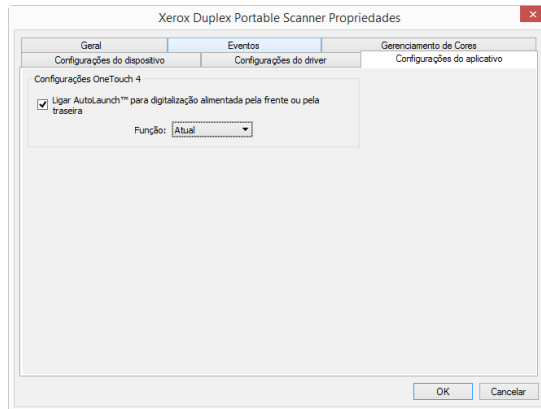 Xerox Duplex Portable Scanner Propriedades
Geral Eventos Gerenciamento de Cores
Configurações do dispositivo Configurações do driver Configurações do aplicativo
Configurações OneTouch 4
Ligar AutoLaunch™ para digitalização alimentada pela frente ou pela
traseira
Função: Atual
OK Cancelar